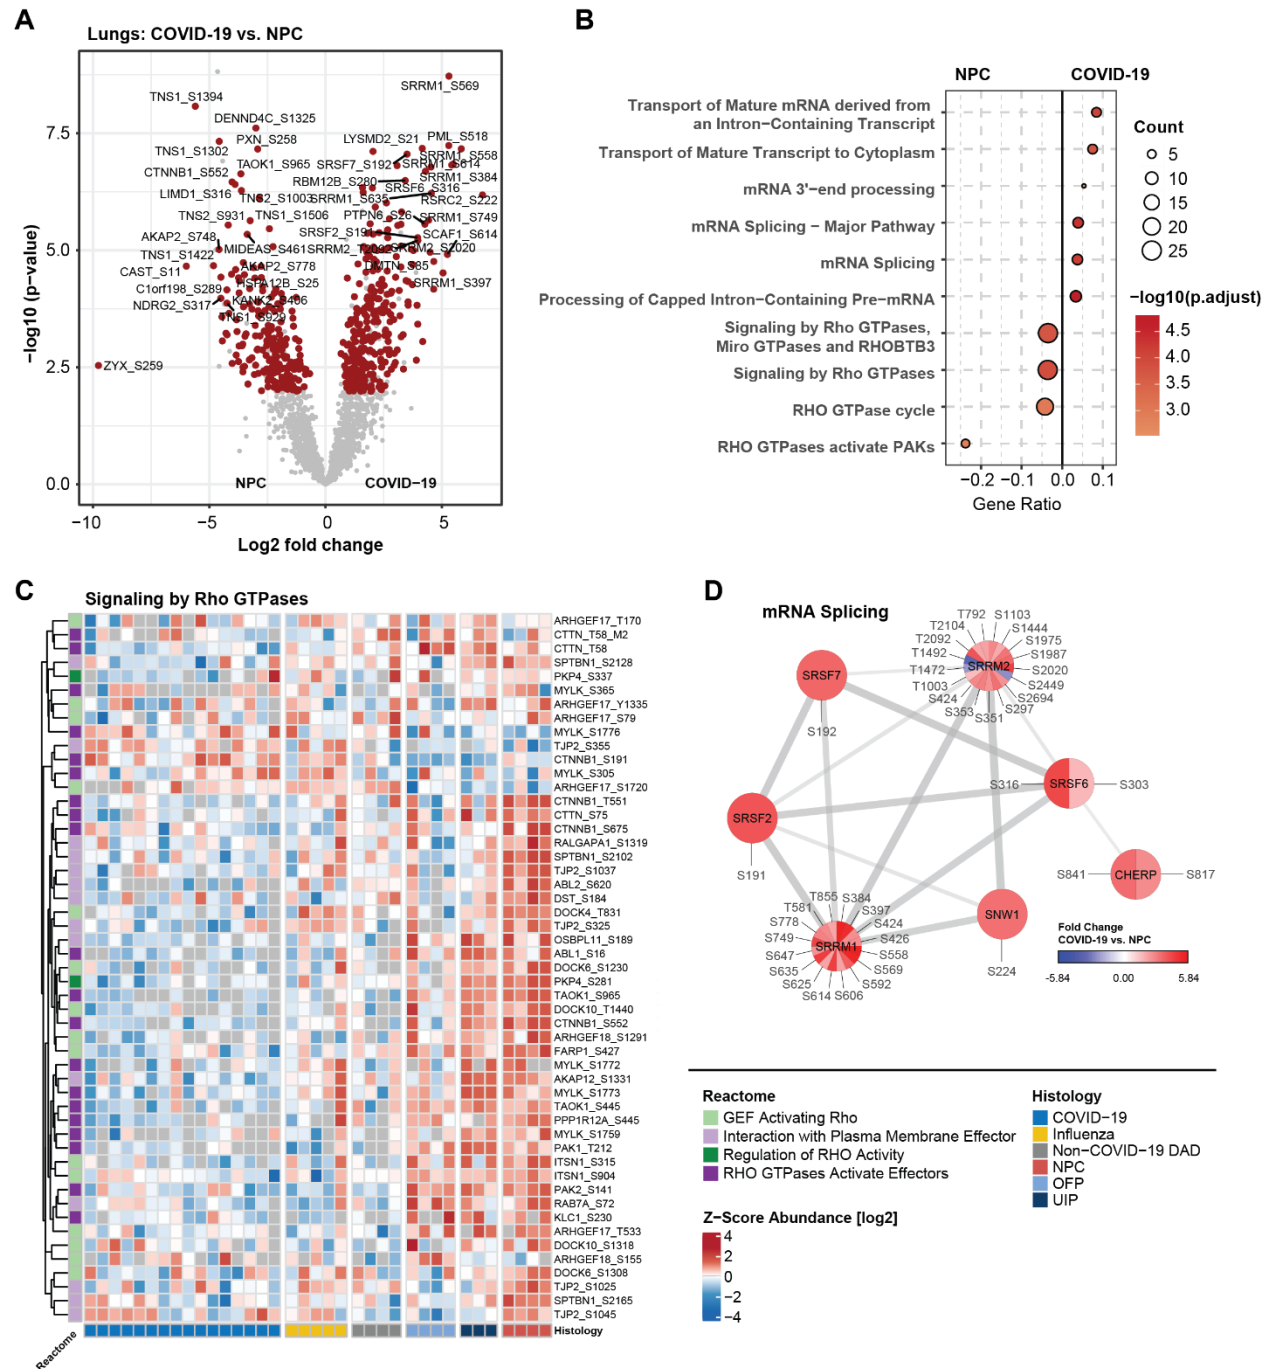 A
Lungs: COVID-19 vs. NPC
SRRM1_S569
TNS1_S1394
DENND4C_S1325
PXN_S258
LYSMD2_S21
PML_S518
TNS1_S1302
SRRM1_S558
TAOK1_S965
SRSF7_S192
SRRM1_S614
CTNNB1_S552
RBM12B_S280
SRRM1_S384
LIMD1_S316
TNS2_S1003
SRRM1_S635
SRSF6_S316
RSRC2_S222
TNS2_S931
TNS1_S1506
PTPN6_S26
SRRM1_S749
AKAP2_S748
SRSF2_S191
SCAF1_S614
MIDEAS_S461
SRRM2_T2092
SRRM2_S2020
TNS1_S1422
AKAP2_S778
DMTN_S85
CAST_S11
HSPA12B_S25
SRRM1_S397
C1orf198_S289
KANK2_S406
NDRG2_S317
TNS1_S929
ZYX_S259
7.5
5.0
2.5
0.0
−log10 (p−value)
NPC
COVID−19
−10
−5
0
5
Log2 fold change
B
NPC
COVID-19
Transport of Mature mRNA derived from
an Intron−Containing Transcript
Transport of Mature Transcript to Cytoplasm
mRNA 3'−end processing
mRNA Splicing − Major Pathway
mRNA Splicing
Processing of Capped Intron−Containing Pre−mRNA
Signaling by Rho GTPases,
Miro GTPases and RHOBTB3
Signaling by Rho GTPases
RHO GTPase cycle
RHO GTPases activate PAKs
−0.2
−0.1
0.0
0.1
Gene Ratio
Count
5
10
15
20
25
−log10(p.adjust)
4.5
4.0
3.5
3.0
C
Signaling by Rho GTPases
ARHGEF17_T170
CTTN_T58_M2
CTTN_T58
SPTBN1_S2128
PKP4_S337
MYLK_S365
ARHGEF17_Y1335
ARHGEF17_S79
MYLK_S1776
TJP2_S355
CTNNB1_S191
MYLK_S305
ARHGEF17_S1720
CTNNB1_T551
CTTN_S75
CTNNB1_S675
RALGAPA1_S1319
SPTBN1_S2102
TJP2_S1037
ABL2_S620
DST_S184
DOCK4_T831
TJP2_S325
OSBPL11_S189
ABL1_S16
DOCK6_S1230
PKP4_S281
TAOK1_S965
DOCK10_T1440
CTNNB1_S552
ARHGEF18_S1291
FARP1_S427
MYLK_S1772
AKAP12_S1331
MYLK_S1773
TAOK1_S445
PPP1R12A_S445
MYLK_S1759
PAK1_T212
ITSN1_S315
ITSN1_S904
PAK2_S141
RAB7A_S72
KLC1_S230
ARHGEF17_T533
DOCK10_S1318
ARHGEF18_S155
DOCK6_S1308
TJP2_S1025
SPTBN1_S2165
TJP2_S1045
Histology
Reactome
D
mRNA Splicing
T792
S1103
T2104
S1444
T2092
S1975
T1492
S1987
T1472
S2020
T1003
S2449
S424
S2694
S353
S351
S297
SRRM2
SRSF7
S192
S316
SRSF6
S303
SRSF2
S191
S841
CHERP
S817
SNW1
S224
T855
S384
T581
S397
S778
S424
S749
S426
S647
S558
S635
S569
S625
S592
S614
S606
SRRM1
Fold Change
COVID-19 vs. NPC
-5.84
0.00
5.84
Reactome
GEF Activating Rho
Interaction with Plasma Membrane Effector
Regulation of RHO Activity
RHO GTPases Activate Effectors
Histology
COVID−19
Influenza
Non−COVID−19 DAD
NPC
OFP
UIP
Z−Score Abundance [log2]
4
2
0
−2
−4